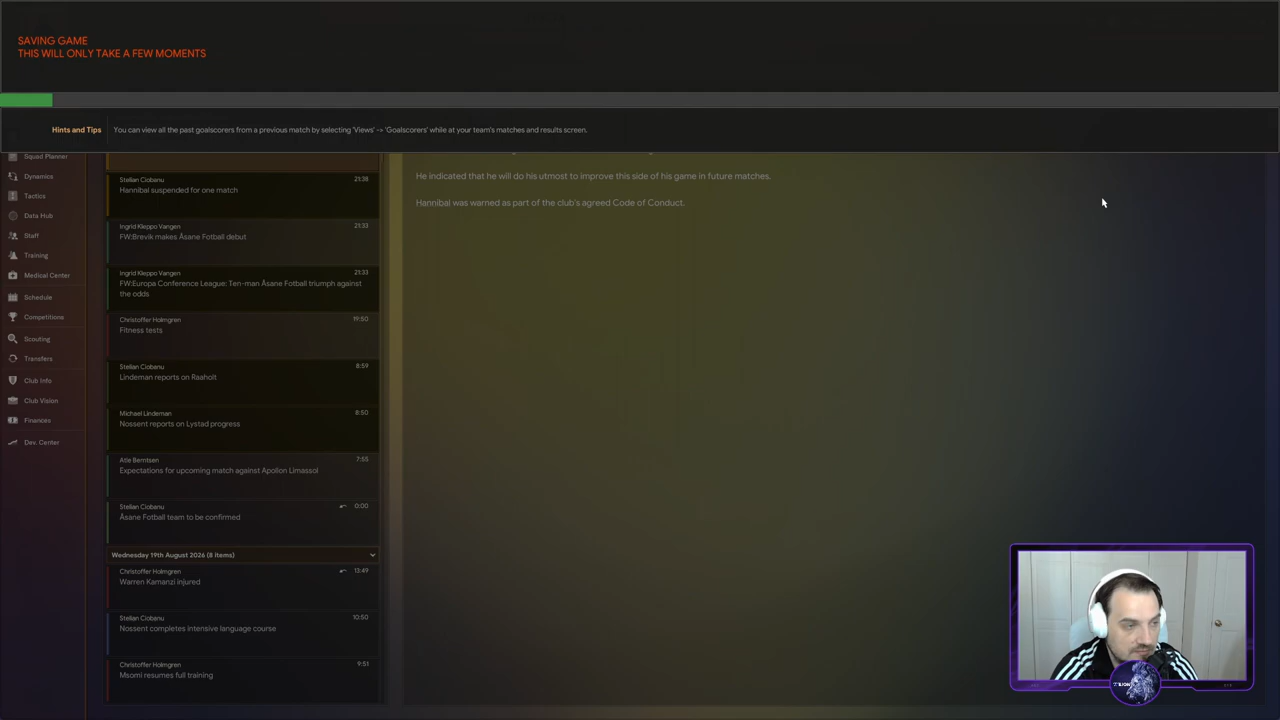 SAVING GAME
THIS WILL ONLY TAKE A FEW MOMENTS
Hints and Tips
You can view all the past goalscorers from a previous match by selecting 'Views' -> 'Goalscorers' while at your team's matches and results screen.
Squad Planner
Dynamics
Tactics
Data Hub
Staff
Training
Medical Center
Schedule
Competitions
Scouting
Transfers
Club Info
Club Vision
Finances
Dev. Center
Stelian Ciobanu 21:38
Hannibal suspended for one match
Ingrid Kleppo Vangen 21:33
FW:Brevik makes Åsane Fotball debut
Ingrid Kleppo Vangen 21:33
FW:Europa Conference League: Ten-man Åsane Fotball triumph against
the odds
Christoffer Holmgren 19:50
Fitness tests
Stelian Ciobanu 8:59
Lindeman reports on Raaholt
Michael Lindeman 8:50
Nossent reports on Lystad progress
Atle Berntsen 7:55
Expectations for upcoming match against Apollon Limassol
Stelian Ciobanu 0:00
Åsane Fotball team to be confirmed
Wednesday 19th August 2026 (8 items)
Christoffer Holmgren 13:49
Warren Kamanzi injured
Stelian Ciobanu 10:50
Nossent completes intensive language course
Christoffer Holmgren 9:51
Msomi resumes full training
He indicated that he will do his utmost to improve this side of his game in future matches.
Hannibal was warned as part of the club's agreed Code of Conduct.